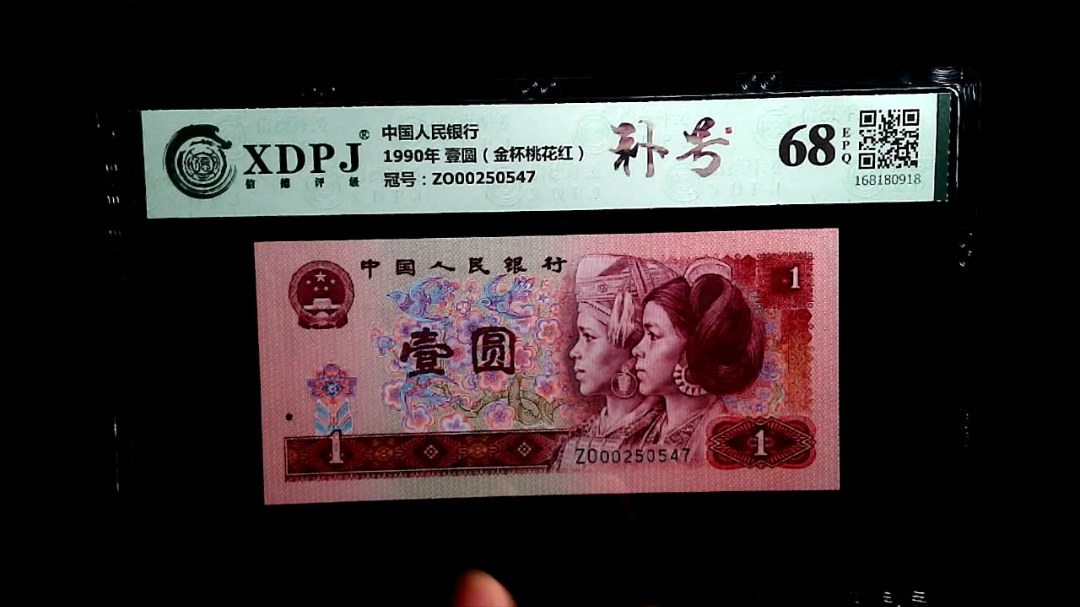 XDPJ®
信德评级
中国人民银行
1990年 壹圆（金杯桃花红）
冠号：ZO00250547
补号
68
EPQ
168180918
中国人民银行
1
壹圆
1
ZO00250547
1